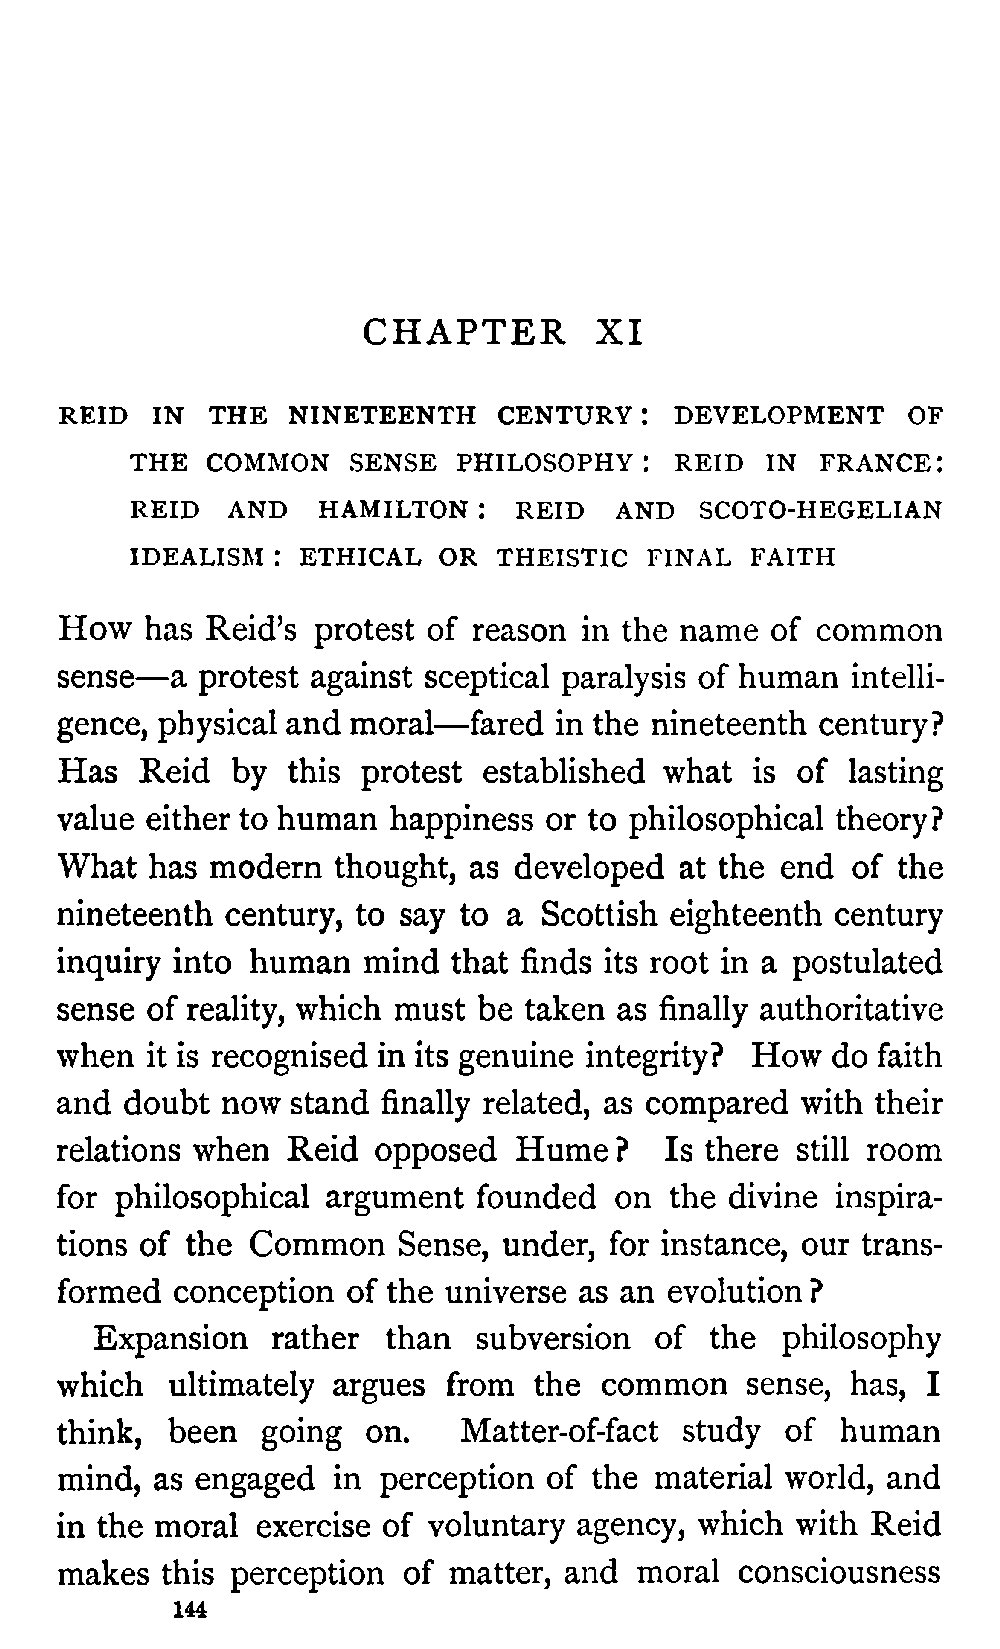 CHAPTER XI
REID IN THE NINETEENTH CENTURY: DEVELOPMENT OF
THE COMMON SENSE PHILOSOPHY: REID IN FRANCE:
REID AND HAMILTON: REID AND SCOTO-HEGELIAN
IDEALISM: ETHICAL OR THEISTIC FINAL FAITH
How has Reid's protest of reason in the name of common
sense—a protest against sceptical paralysis of human intelli-
gence, physical and moral—fared in the nineteenth century?
Has Reid by this protest established what is of lasting
value either to human happiness or to philosophical theory?
What has modern thought, as developed at the end of the
nineteenth century, to say to a Scottish eighteenth century
inquiry into human mind that finds its root in a postulated
sense of reality, which must be taken as finally authoritative
when it is recognised in its genuine integrity? How do faith
and doubt now stand finally related, as compared with their
relations when Reid opposed Hume? Is there still room
for philosophical argument founded on the divine inspira-
tions of the Common Sense, under, for instance, our trans-
formed conception of the universe as an evolution?
Expansion rather than subversion of the philosophy
which ultimately argues from the common sense, has, I
think, been going on. Matter-of-fact study of human
mind, as engaged in perception of the material world, and
in the moral exercise of voluntary agency, which with Reid
makes this perception of matter, and moral consciousness
144